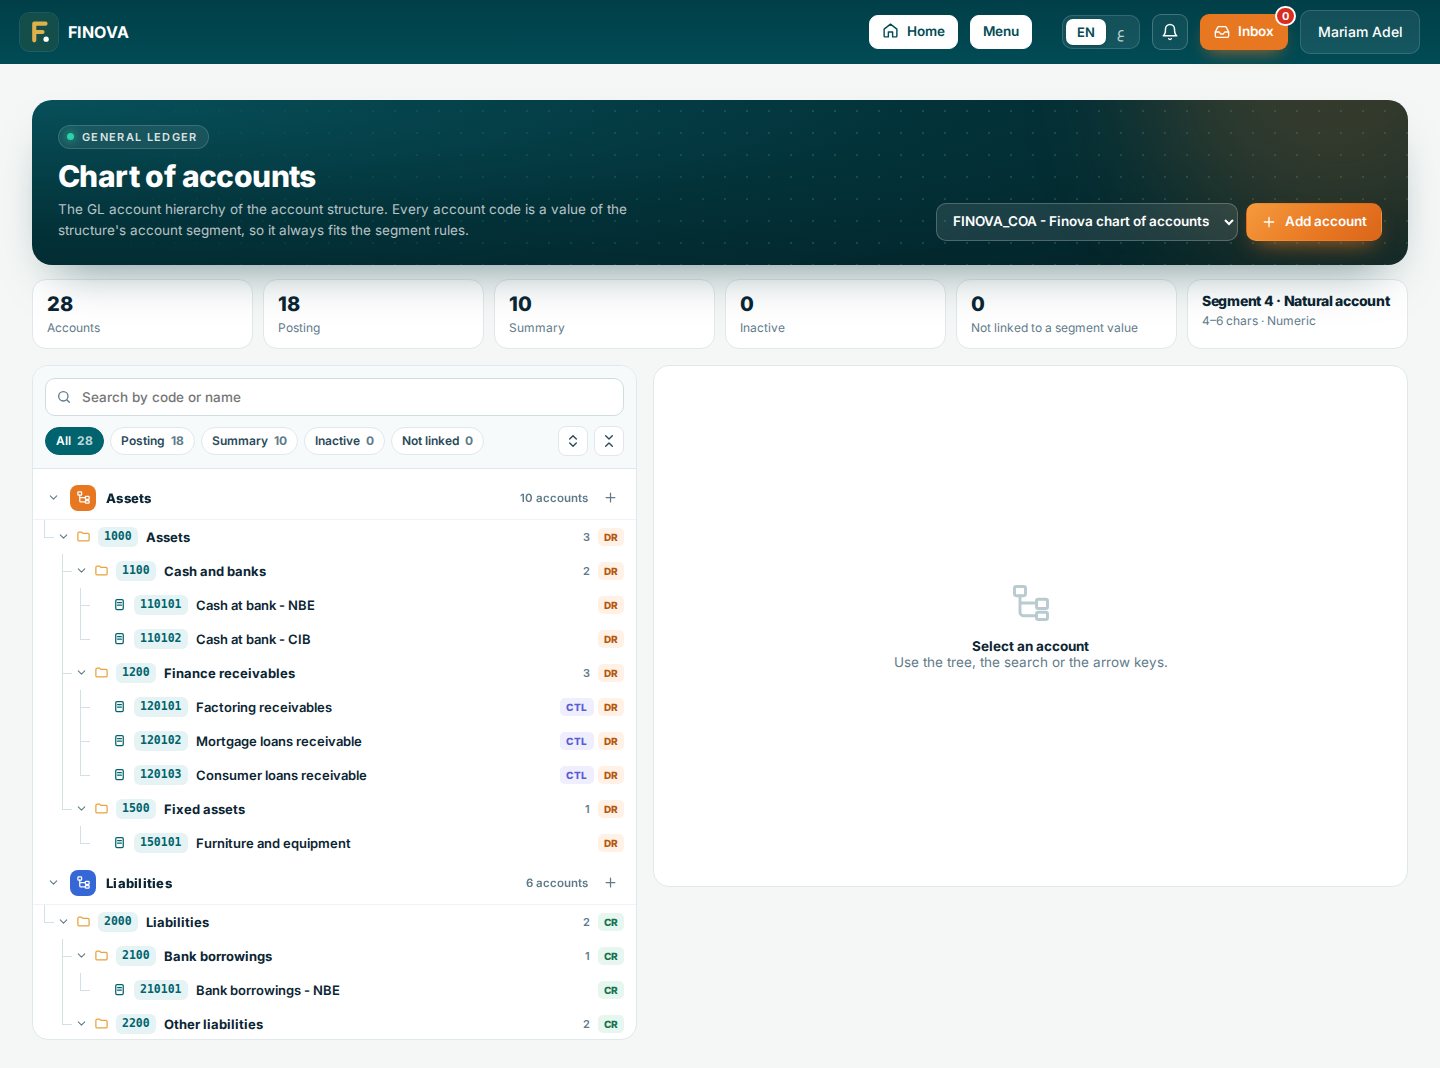 FINOVA
Home
Menu
EN
ع
Inbox
0
Mariam Adel
GENERAL LEDGER
Chart of accounts
The GL account hierarchy of the account structure. Every account code is a value of the
structure's account segment, so it always fits the segment rules.
FINOVA_COA - Finova chart of accounts
Add account
28
Accounts
18
Posting
10
Summary
0
Inactive
0
Not linked to a segment value
Segment 4 · Natural account
4–6 chars · Numeric
Search by code or name
All 28
Posting 18
Summary 10
Inactive 0
Not linked 0
Assets 10 accounts
1000 Assets 3 DR
1100 Cash and banks 2 DR
110101 Cash at bank - NBE DR
110102 Cash at bank - CIB DR
1200 Finance receivables 3 DR
120101 Factoring receivables CTL DR
120102 Mortgage loans receivable CTL DR
120103 Consumer loans receivable CTL DR
1500 Fixed assets 1 DR
150101 Furniture and equipment DR
Liabilities 6 accounts
2000 Liabilities 2 CR
2100 Bank borrowings 1 CR
210101 Bank borrowings - NBE CR
2200 Other liabilities 2 CR
Select an account
Use the tree, the search or the arrow keys.